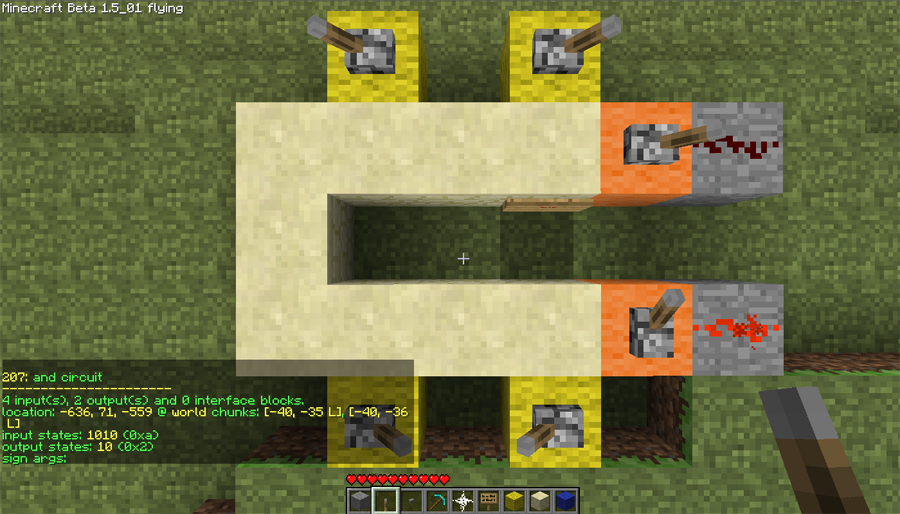 Minecraft Beta 1.5_01 flying
207: and circuit
-----------------------
4 input(s), 2 output(s) and 0 interface blocks.
location: -636, 71, -559 @ world chunks: [-40, -35 L], [-40, -36
L]
input states: 1010 (0xa)
output states: 10 (0x2)
sign args: